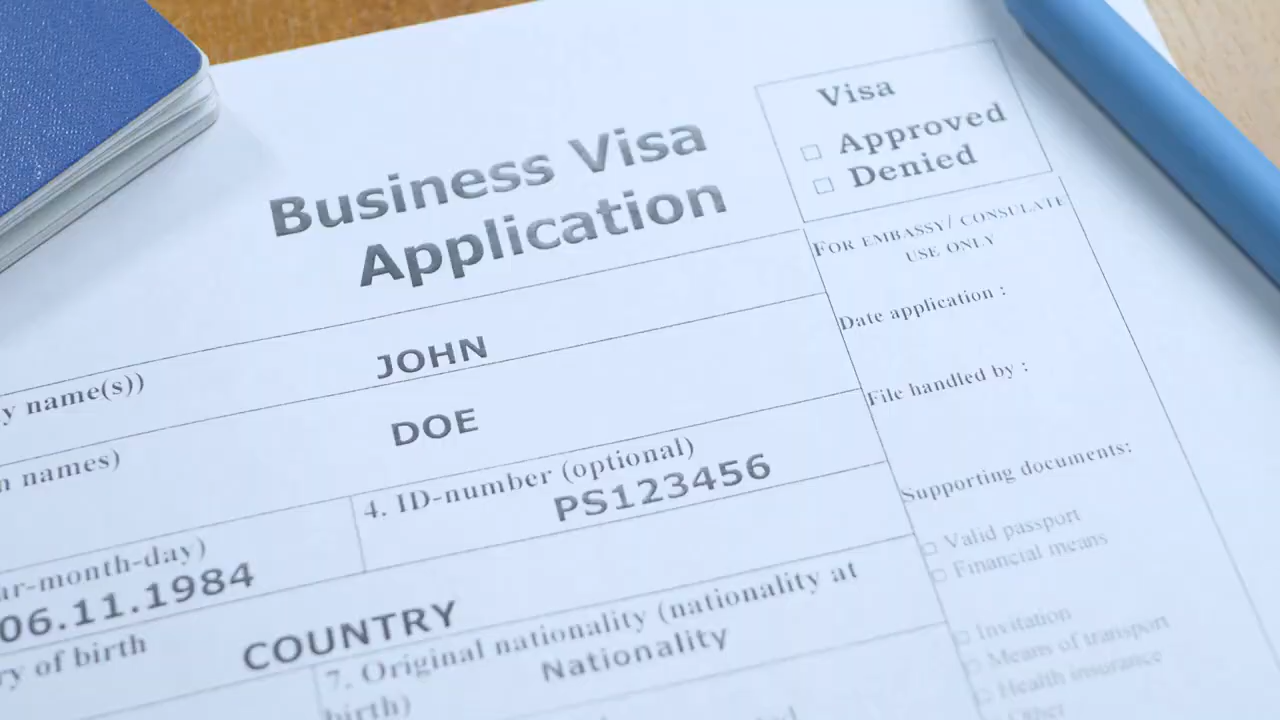 Business Visa
Application
Visa
□ Approved
□ Denied
FOR EMBASSY/ CONSULATE
USE ONLY
Date application :
File handled by :
Supporting documents:
□ Valid passport
□ Financial means
□ Invitation
□ Means of transport
□ Health insurance
Other
y name(s))
JOHN
n names)
DOE
4. ID-number (optional)
PS123456
ar-month-day)
06.11.1984
y of birth
COUNTRY
7. Original nationality (nationality at
birth)
Nationality